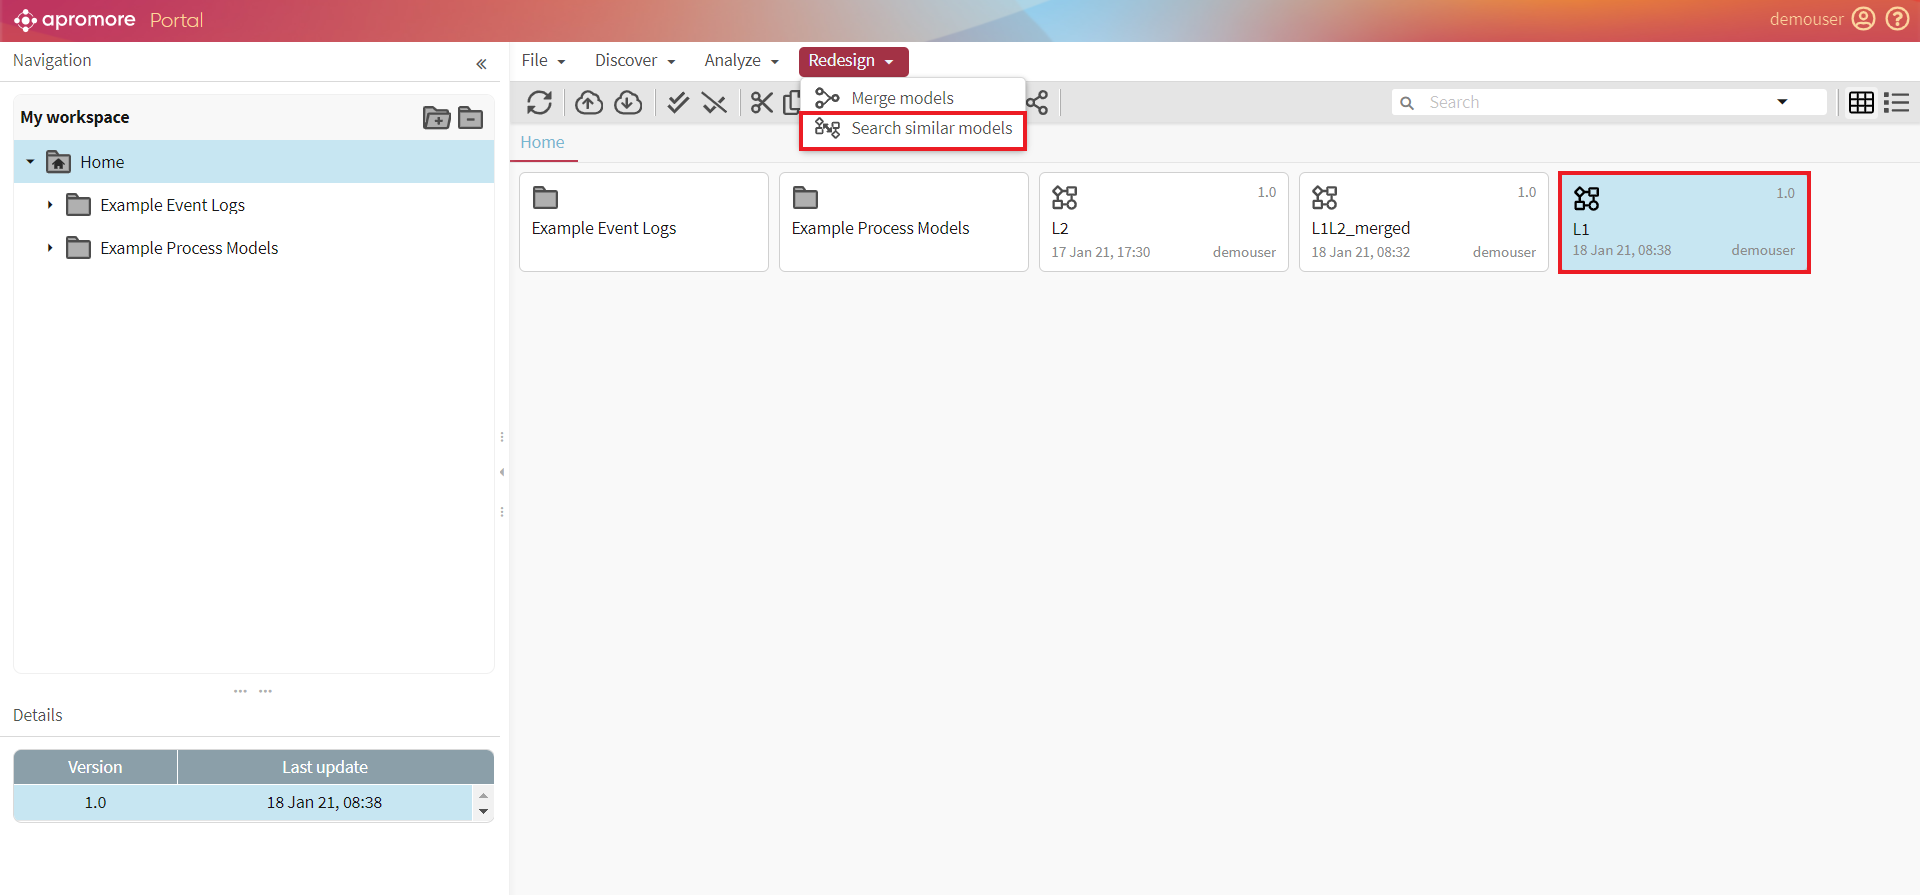 apromore Portal
demouser
Navigation
File Discover Analyze Redesign
Merge models
Search similar models
Search
My workspace
Home
Example Event Logs
Example Process Models
Home
Example Event Logs
Example Process Models
1.0
L2
17 Jan 21, 17:30 demouser
1.0
L1L2_merged
18 Jan 21, 08:32 demouser
1.0
L1
18 Jan 21, 08:38 demouser
Details
Version Last update
1.0 18 Jan 21, 08:38